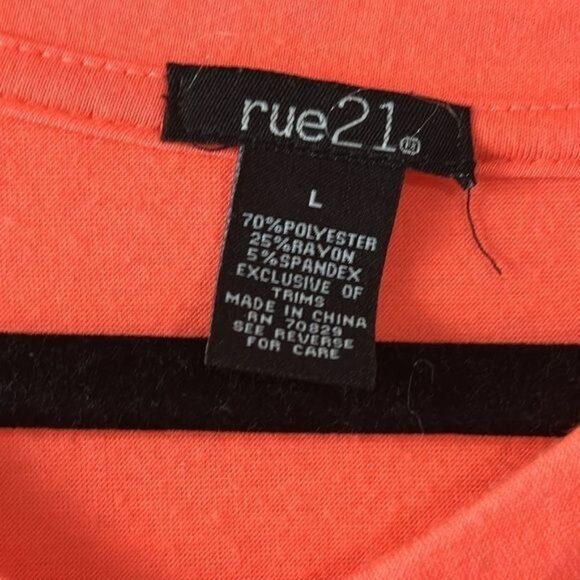 rue21®
L
70%POLYESTER
25%RAYON
5%SPANDEX
EXCLUSIVE OF
TRIMS
MADE IN CHINA
RN 70829
SEE REVERSE
FOR CARE